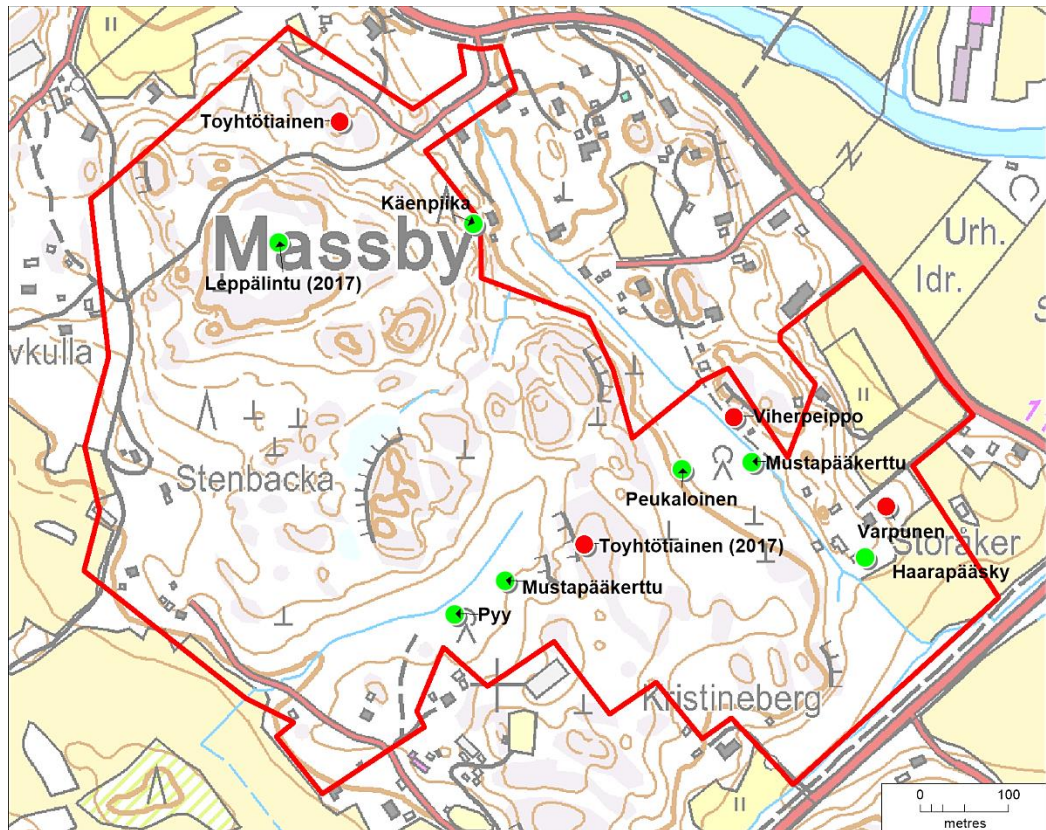 Toyhtötiainen
Käenpiika
Massby
Urh.
Leppälintu (2017)
Idr.
vkulla
Viherpeippo
Stenbacka
Mustapääkerttu
Peukaloinen
Varpunen
Toyhtötiainen (2017)
Storåker
Haarapääsky
Mustapääkerttu
Pyy
Kristineberg
0 100
metres